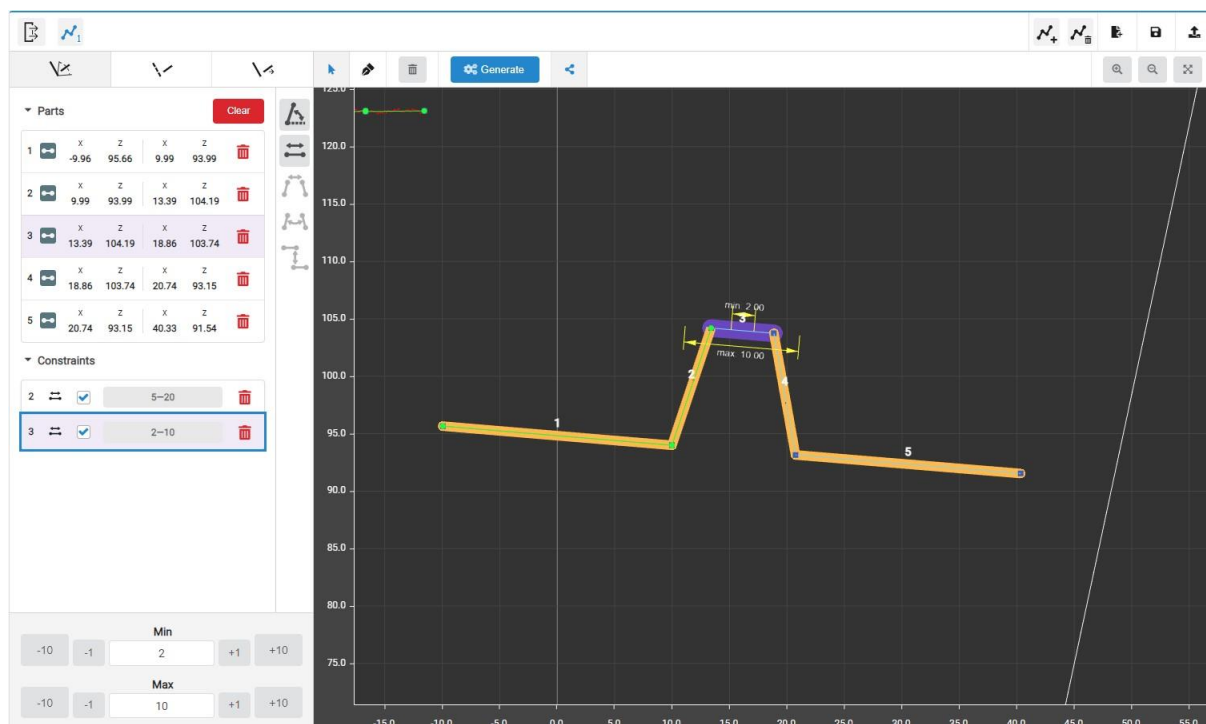 1
Generate
Parts
Clear
X Z X Z
1 -9.96 95.66 9.99 93.99
X Z X Z
2 9.99 93.99 13.39 104.19
X Z X Z
3 13.39 104.19 18.86 103.74
X Z X Z
4 18.86 103.74 20.74 93.15
X Z X Z
5 20.74 93.15 40.33 91.54
Constraints
2 5–20
3 2–10
Min
-10 -1 2 +1 +10
Max
-10 -1 10 +1 +10
125.0
120.0
115.0
110.0
105.0
100.0
95.0
90.0
85.0
80.0
75.0
min 2.00
3
max 10.00
2
4
1
5
-15.0 -10.0 -5.0 0.0 5.0 10.0 15.0 20.0 25.0 30.0 35.0 40.0 45.0 50.0 55.0